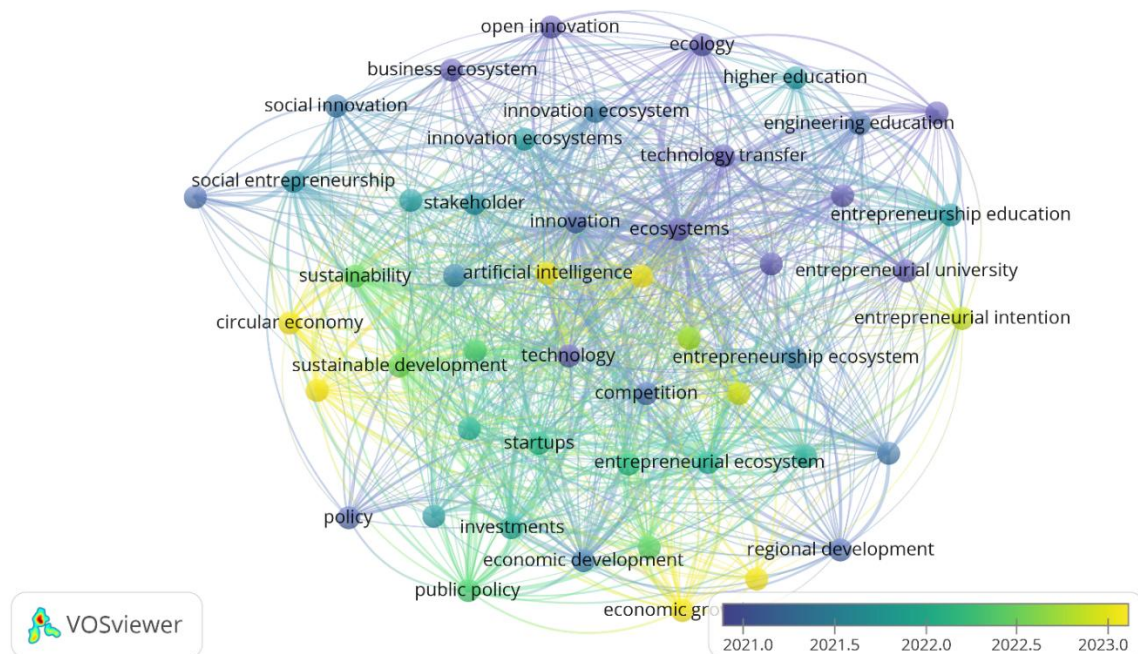 open innovation
ecology
business ecosystem
higher education
social innovation
innovation ecosystem
engineering education
innovation ecosystems
technology transfer
social entrepreneurship
stakeholder
entrepreneurship education
innovation
ecosystems
sustainability
artificial intelligence
entrepreneurial university
circular economy
entrepreneurial intention
sustainable development
technology
entrepreneurship ecosystem
competition
startups
entrepreneurial ecosystem
policy
investments
economic development
regional development
public policy
economic gro
VOSviewer
2021.0 2021.5 2022.0 2022.5 2023.0